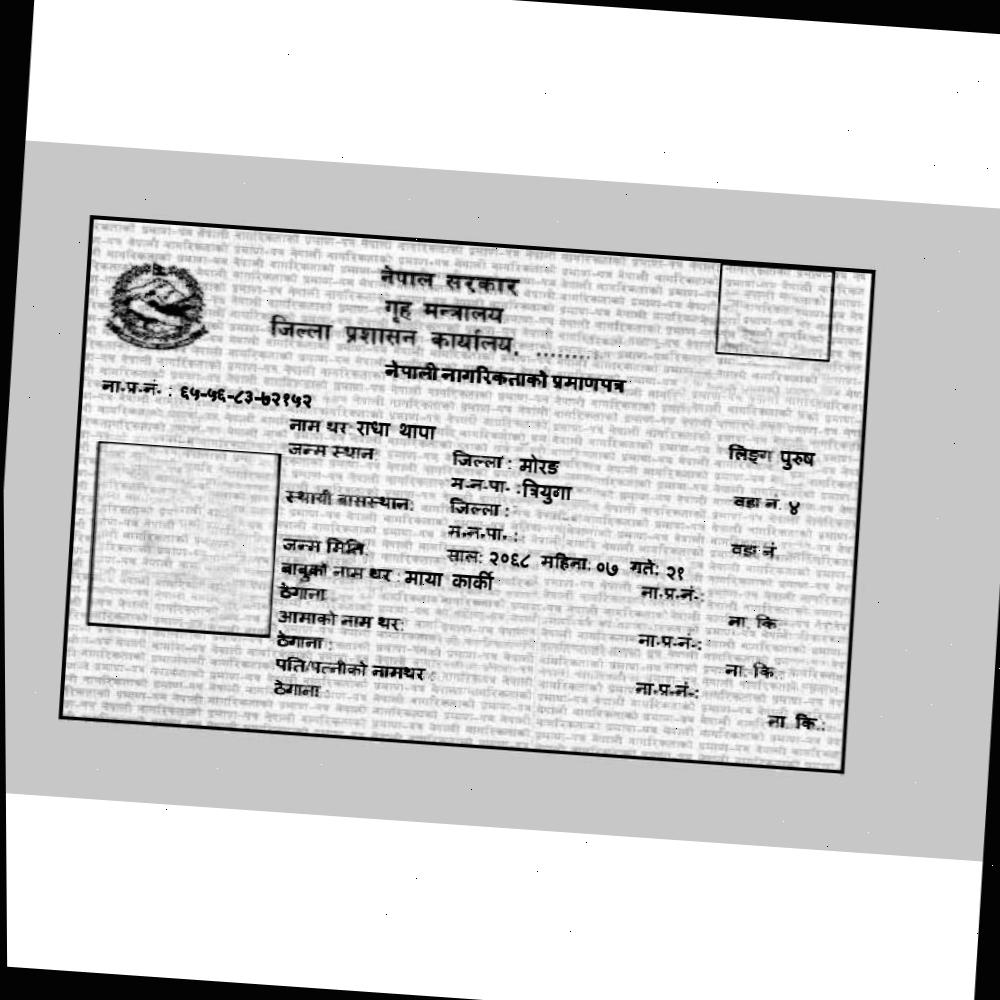 नेपाल सरकार
गृह मन्त्रालय
जिल्ला प्रशासन कार्यालय, ........
नेपाली नागरिकताको प्रमाणपत्र
ना.प्र.नं. : ६५-५६-८३-७२१५२
नाम थर: राधा थापा लिङ्ग पुरुष
जन्म स्थान: जिल्ला : मोरङ
म.न.पा. : त्रियुगा वडा नं. ४
स्थायी बासस्थान: जिल्ला :
म.न.पा. : वडा नं.
जन्म मिति: साल: २०६८ महिना: ०७ गते: २१
बाबुको नाम थर : माया कार्की ना.प्र.नं.:
ठेगाना ना. कि.
आमाको नाम थर: ना.प्र.नं.:
ठेगाना : ना. कि.
पति/पत्नीको नामथर : ना.प्र.नं.:
ठेगाना : ना कि.: